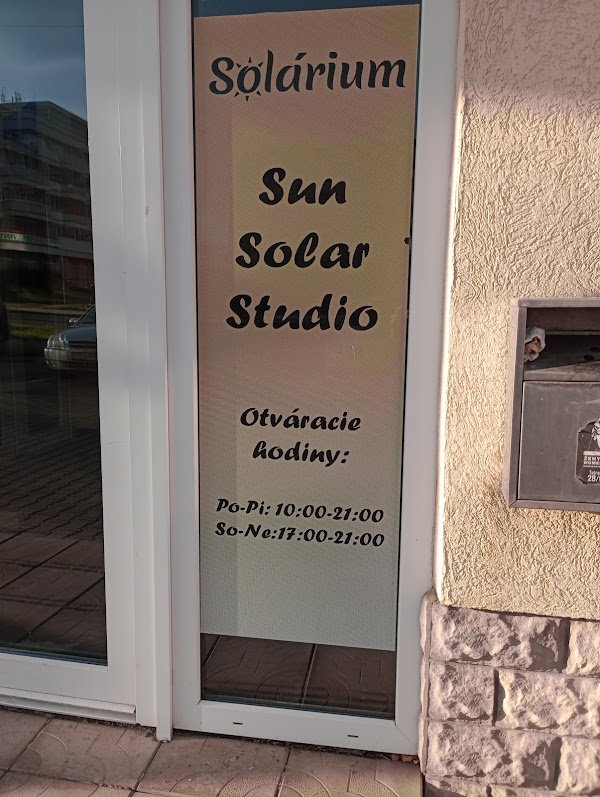 Solárium
Sun
Solar
Studio
Otváracie
hodiny:
Po-Pi: 10:00-21:00
So-Ne:17:00-21:00